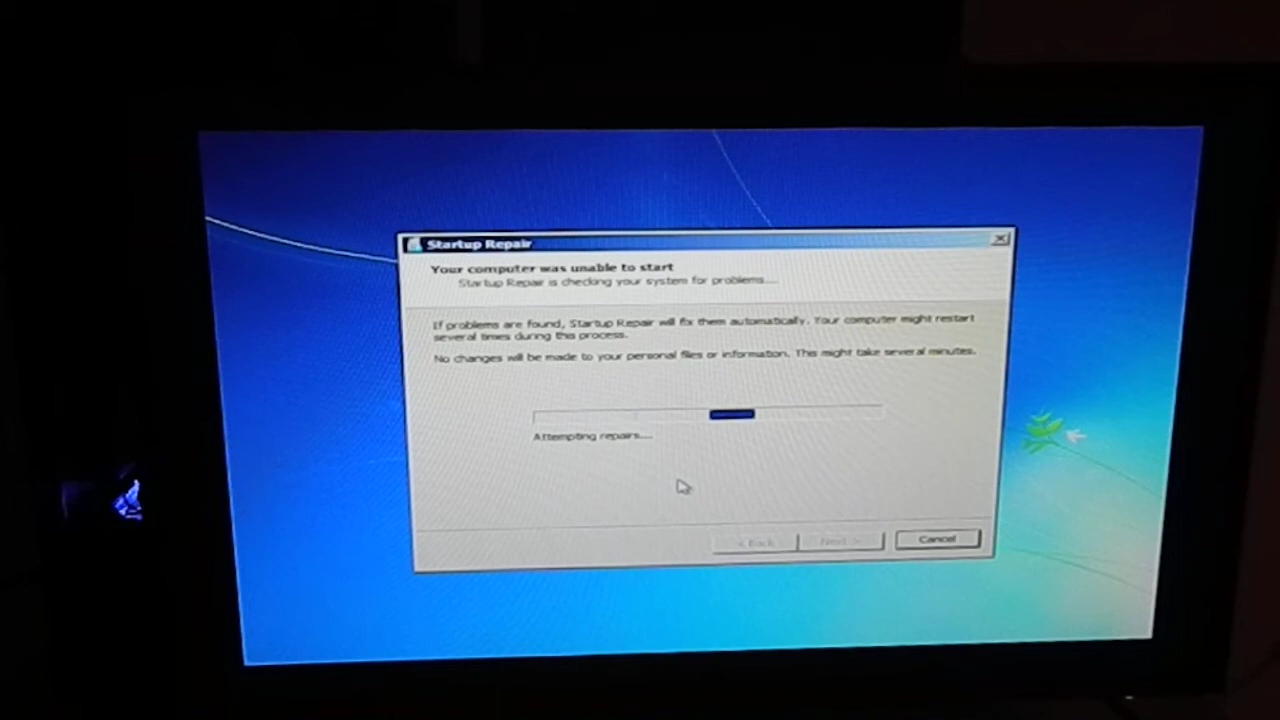 Startup Repair
Your computer was unable to start
Startup Repair is checking your system for problems....
If problems are found, Startup Repair will fix them automatically. Your computer might restart
several times during this process.
No changes will be made to your personal files or information. This might take several minutes.
Attempting repairs....
< Back
Next >
Cancel